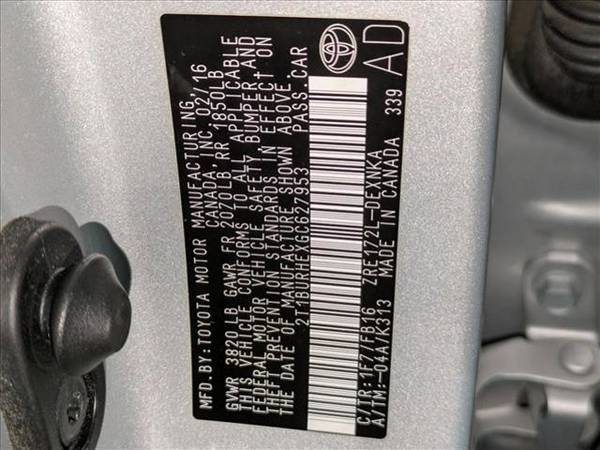 MFD. BY: TOYOTA MOTOR MANUFACTURING,
CANADA, INC. 02/16
GVWR 3820 LB GAWR FR 2020LB RR 1850LB
THIS VEHICLE CONFORMS TO ALL APPLICABLE
FEDERAL MOTOR VEHICLE SAFETY, BUMPER AND
THEFT PREVENTION STANDARDS IN EFFECT ON
THE DATE OF MANUFACTURE SHOWN ABOVE.
2T1BURHEXGC627953 PASS.CAR
C/TR:1F7/FB16 ZRE172L-DEXNKA
A/TM:-04A/K313 MADE IN CANADA 339
AD